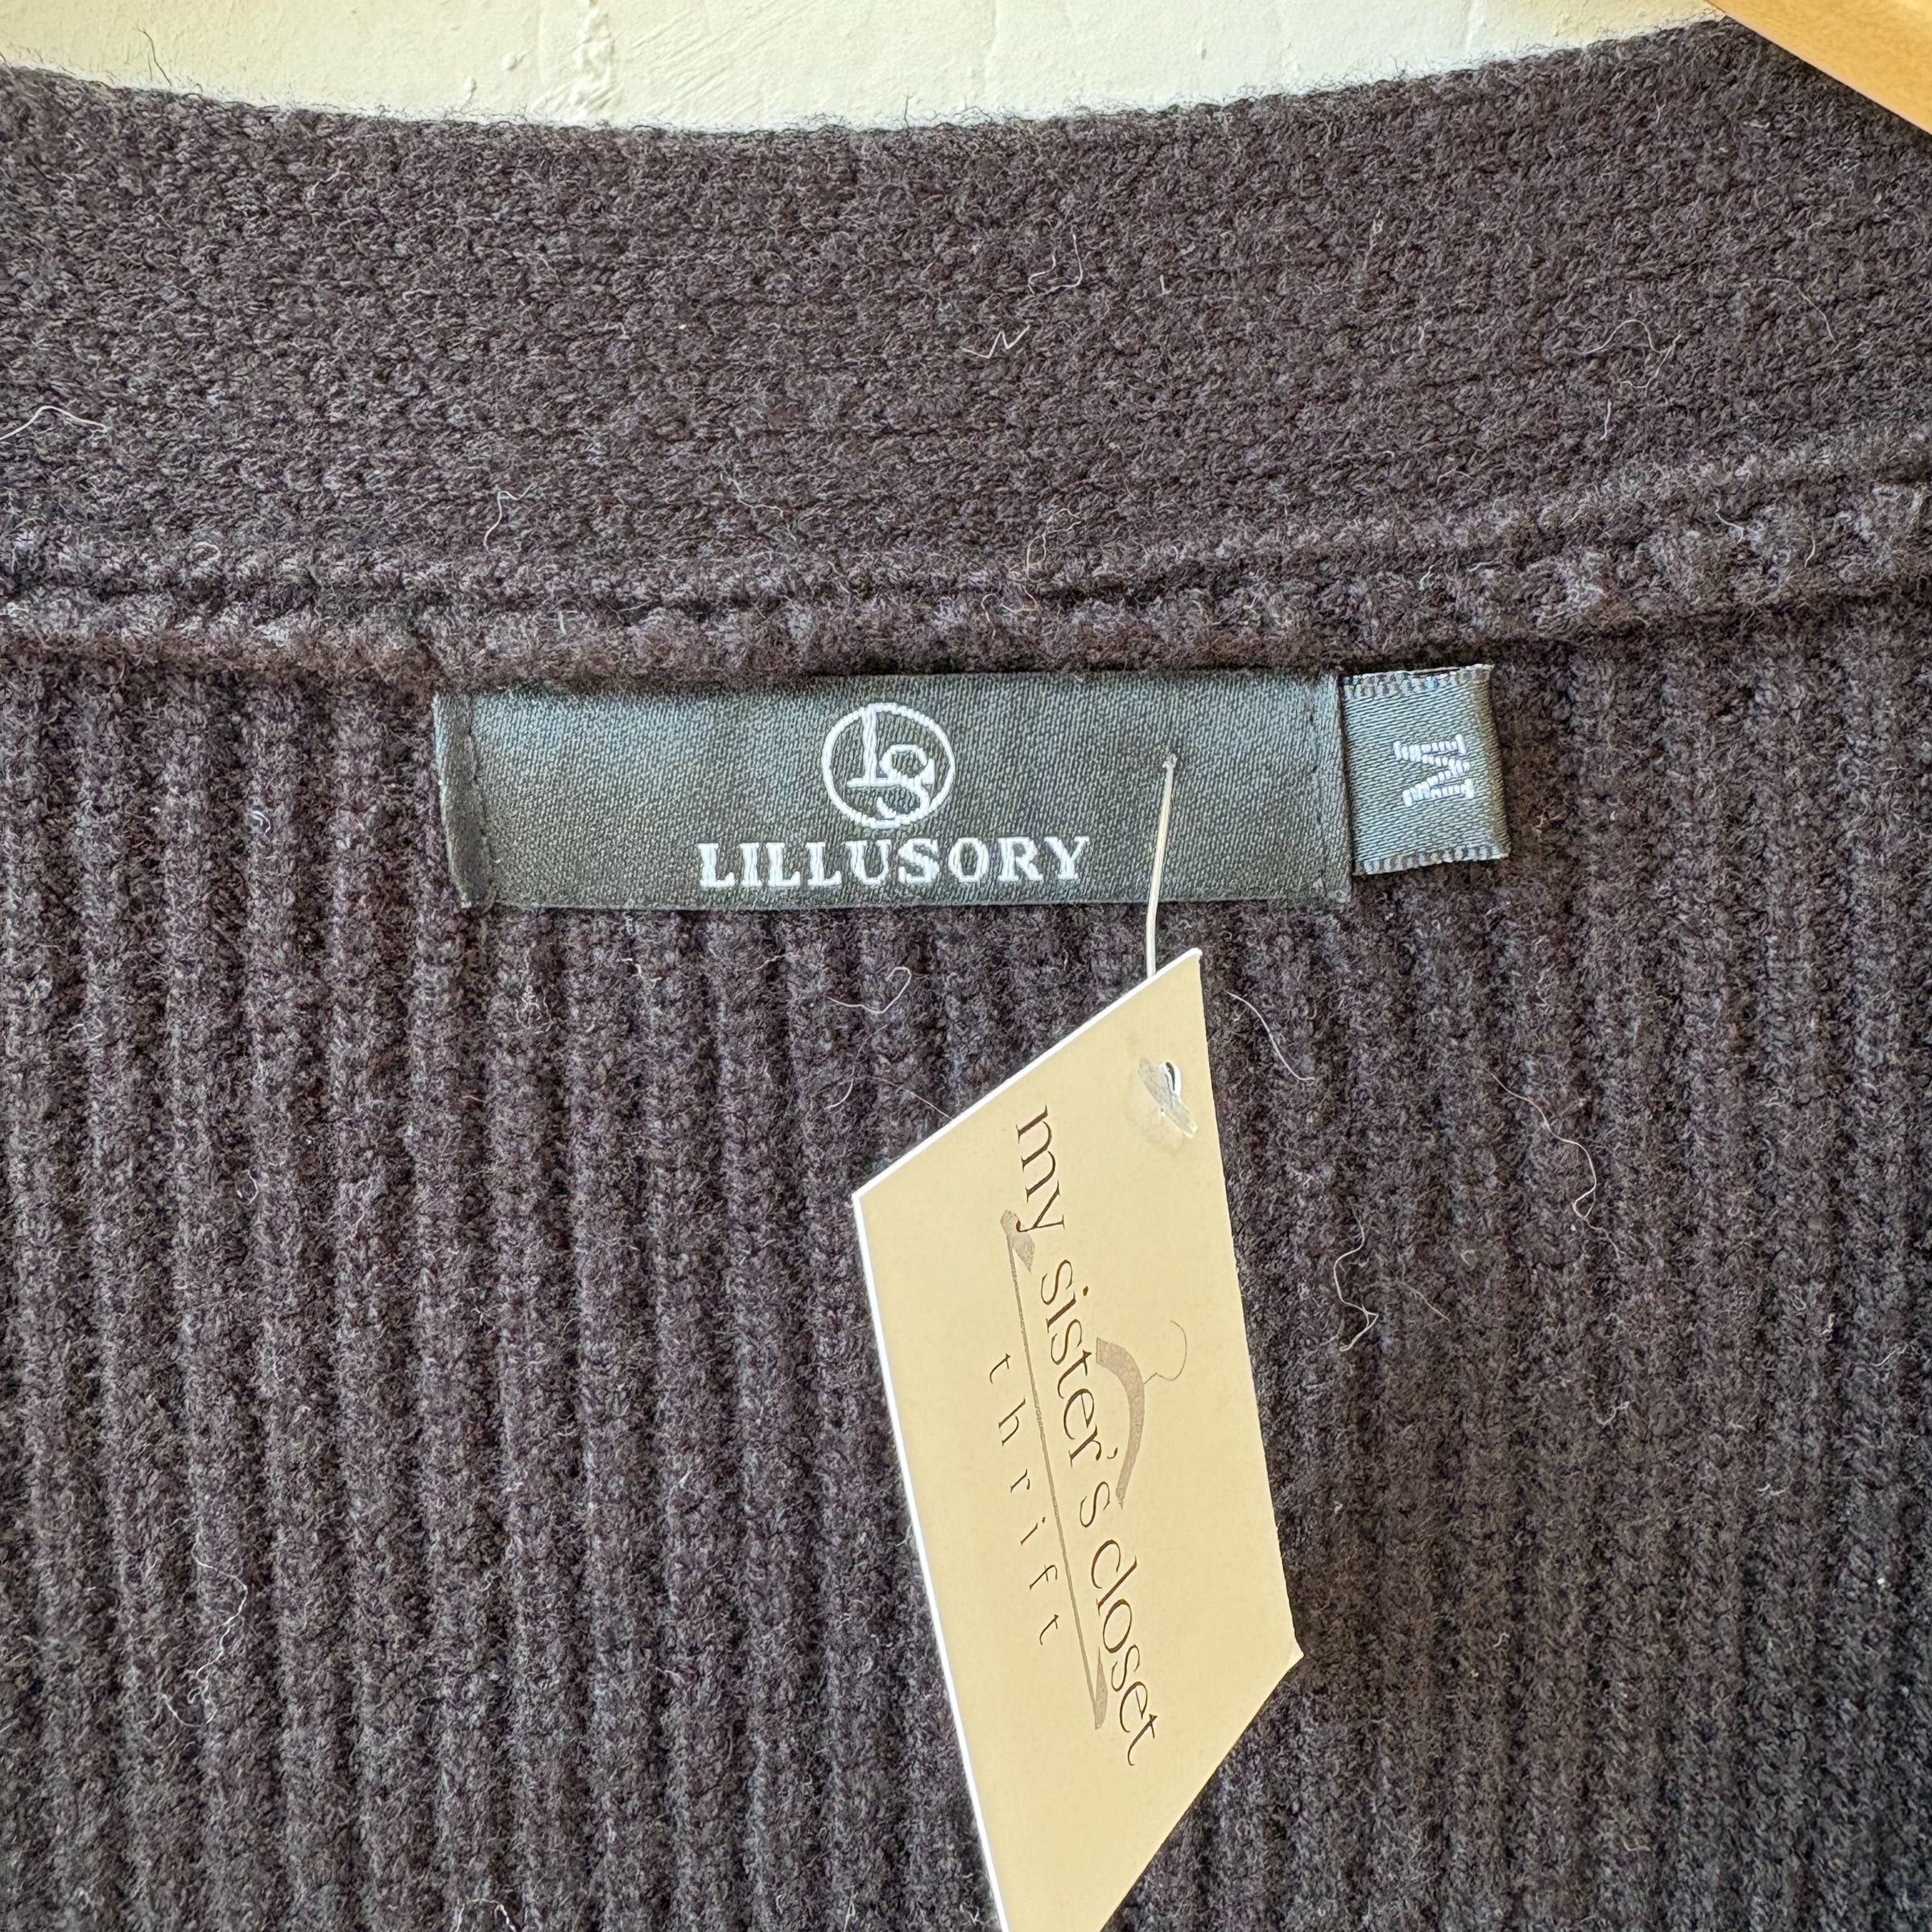 LS
LILLUSORY
M
my sister's closet
thrift